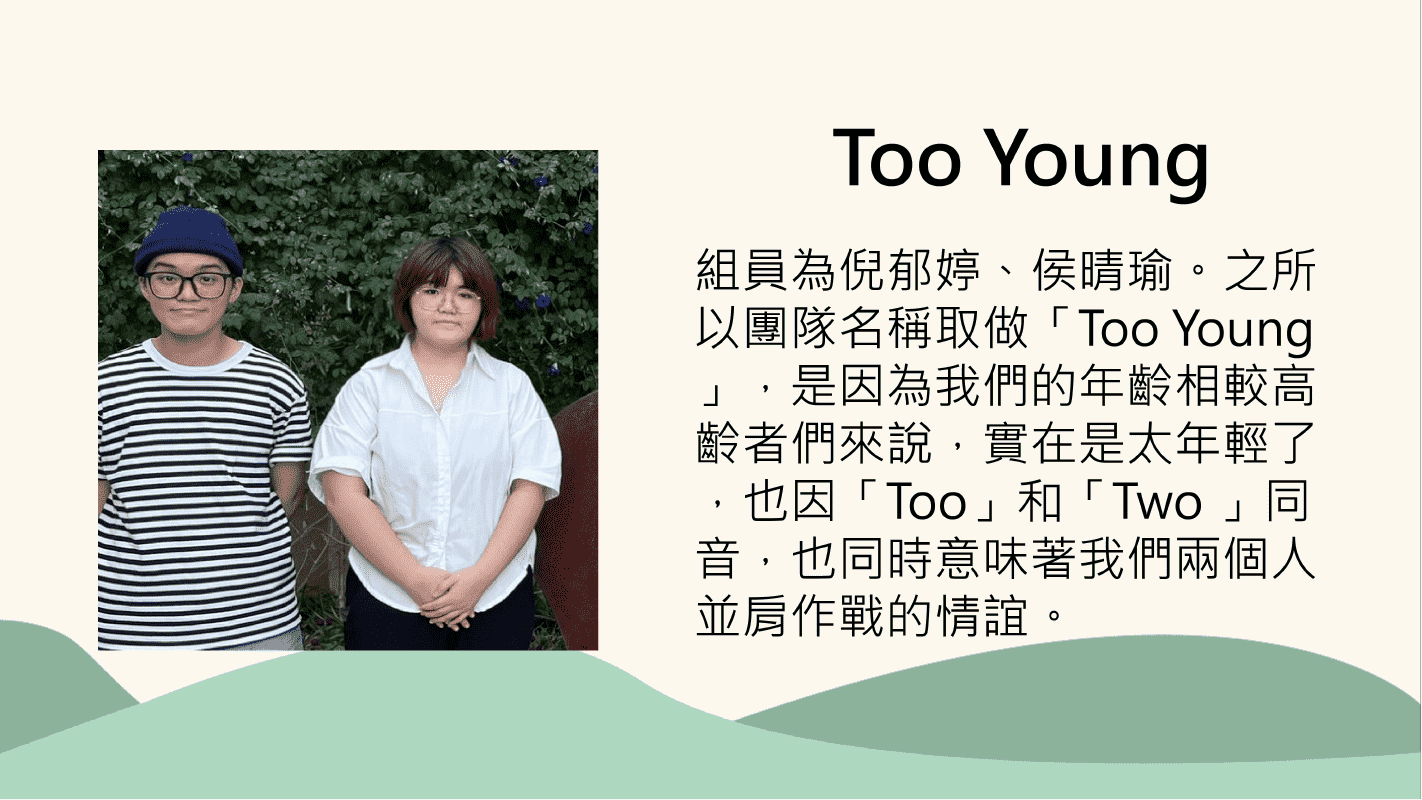 Too Young
組員為倪郁婷、侯晴瑜。之所
以團隊名稱取做「Too Young
」，是因為我們的年齡相較高
齡者們來說，實在是太年輕了
，也因「Too」和「Two 」同
音，也同時意味著我們兩個人
並肩作戰的情誼。